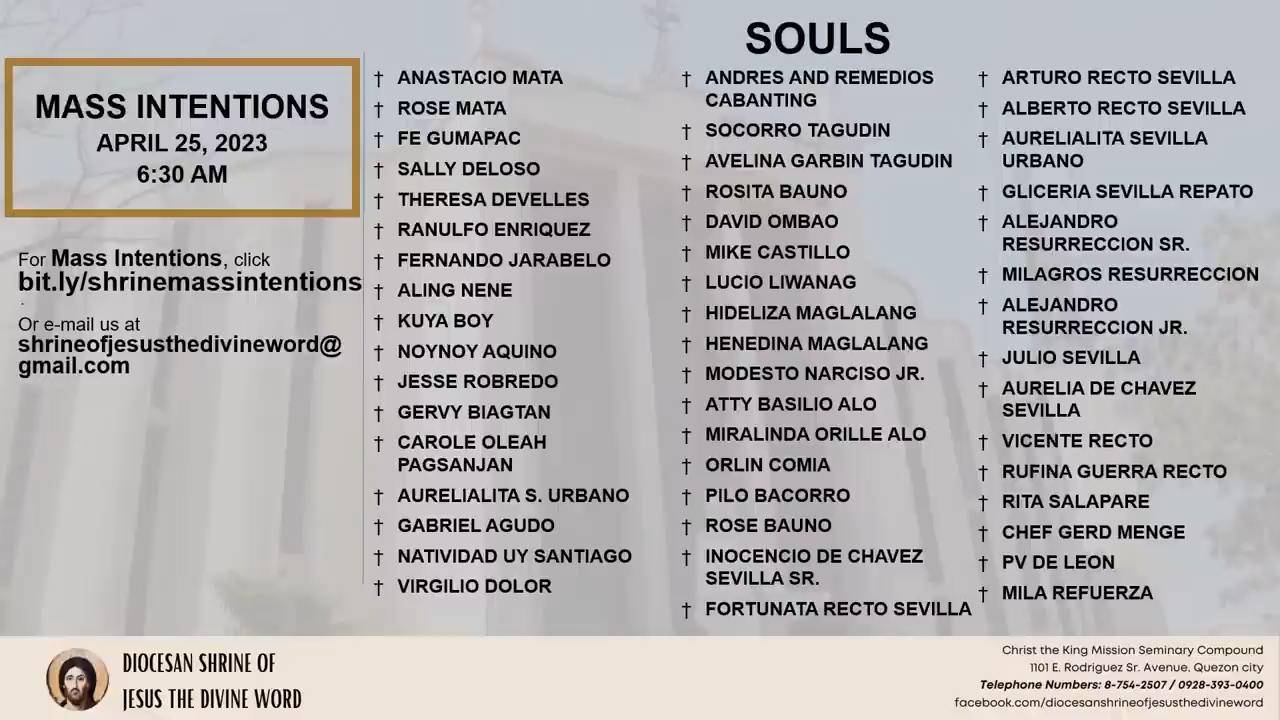 SOULS
MASS INTENTIONS
APRIL 25, 2023
6:30 AM
For Mass Intentions, click
bit.ly/shrinemassintentions
.
Or e-mail us at
shrineofjesusthedivineword@
gmail.com
† ANASTACIO MATA
† ROSE MATA
† FE GUMAPAC
† SALLY DELOSO
† THERESA DEVELLES
† RANULFO ENRIQUEZ
† FERNANDO JARABELO
† ALING NENE
† KUYA BOY
† NOYNOY AQUINO
† JESSE ROBREDO
† GERVY BIAGTAN
† CAROLE OLEAH
PAGSANJAN
† AURELIALITA S. URBANO
† GABRIEL AGUDO
† NATIVIDAD UY SANTIAGO
† VIRGILIO DOLOR
† ANDRES AND REMEDIOS
CABANTING
† SOCORRO TAGUDIN
† AVELINA GARBIN TAGUDIN
† ROSITA BAUNO
† DAVID OMBAO
† MIKE CASTILLO
† LUCIO LIWANAG
† HIDELIZA MAGLALANG
† HENEDINA MAGLALANG
† MODESTO NARCISO JR.
† ATTY BASILIO ALO
† MIRALINDA ORILLE ALO
† ORLIN COMIA
† PILO BACORRO
† ROSE BAUNO
† INOCENCIO DE CHAVEZ
SEVILLA SR.
† FORTUNATA RECTO SEVILLA
† ARTURO RECTO SEVILLA
† ALBERTO RECTO SEVILLA
† AURELIALITA SEVILLA
URBANO
† GLICERIA SEVILLA REPATO
† ALEJANDRO
RESURRECCION SR.
† MILAGROS RESURRECCION
† ALEJANDRO
RESURRECCION JR.
† JULIO SEVILLA
† AURELIA DE CHAVEZ
SEVILLA
† VICENTE RECTO
† RUFINA GUERRA RECTO
† RITA SALAPARE
† CHEF GERD MENGE
† PV DE LEON
† MILA REFUERZA
DIOCESAN SHRINE OF
JESUS THE DIVINE WORD
Christ the King Mission Seminary Compound
1101 E. Rodriguez Sr. Avenue. Quezon city
Telephone Numbers: 8-754-2507 / 0928-393-0400
facebook.com/diocesanshrineofjesusthedivineword